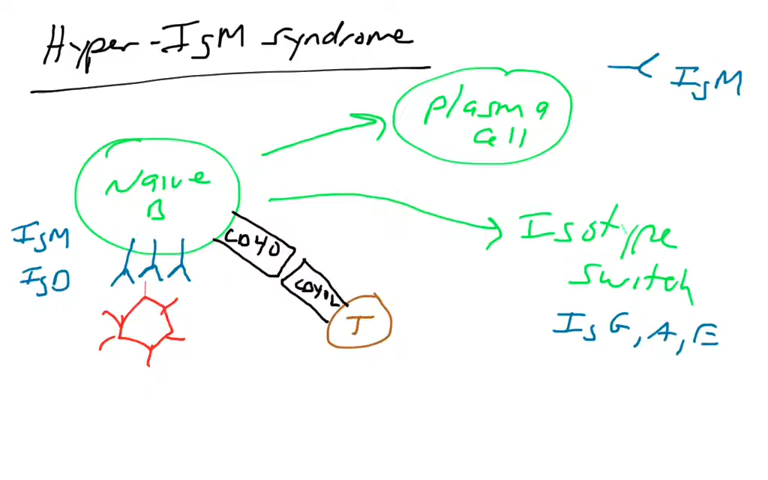 Hyper-IgM syndrome
IgM
Plasma
Cell
Naive
B
IgM
IgD
CD40
CD40L
T
Isotype
switch
IgG, A, E